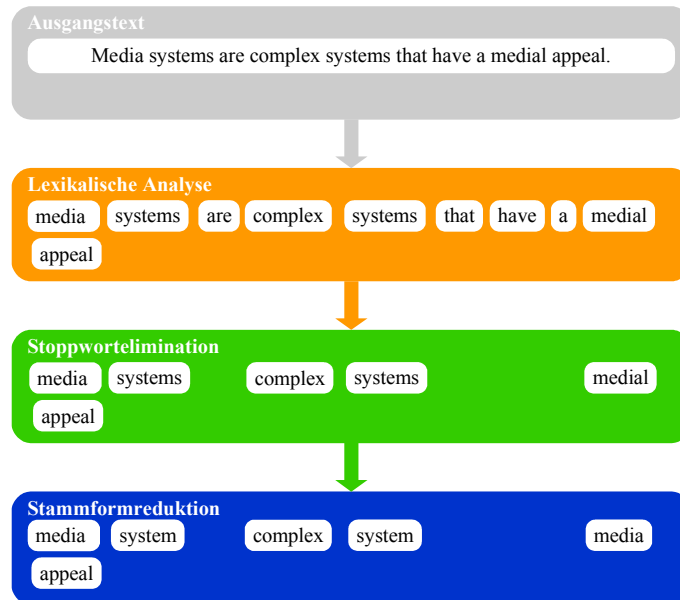 Ausgangstext
Media systems are complex systems that have a medial appeal.
Lexikalische Analyse
media systems are complex systems that have a medial
appeal
Stoppwortelimination
media systems complex systems medial
appeal
Stammformreduktion
media system complex system media
appeal